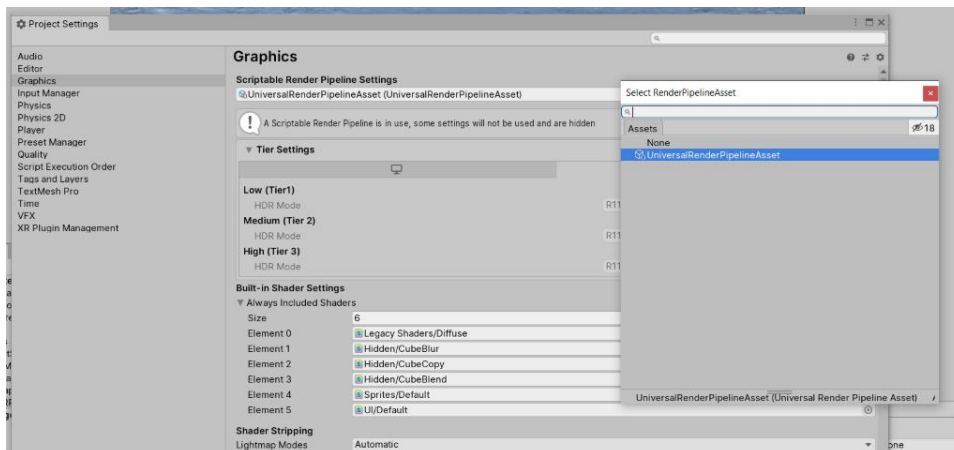 Project Settings
Audio
Editor
Graphics
Input Manager
Physics
Physics 2D
Player
Preset Manager
Quality
Script Execution Order
Tags and Layers
TextMesh Pro
Time
VFX
XR Plugin Management
Graphics
Scriptable Render Pipeline Settings
UniversalRenderPipelineAsset (UniversalRenderPipelineAsset)
A Scriptable Render Pipeline is in use, some settings will not be used and are hidden
Tier Settings
Low (Tier1)
HDR Mode R11
Medium (Tier 2)
HDR Mode R11
High (Tier 3)
HDR Mode R11
Built-in Shader Settings
Always Included Shaders
Size 6
Element 0 Legacy Shaders/Diffuse
Element 1 Hidden/CubeBlur
Element 2 Hidden/CubeCopy
Element 3 Hidden/CubeBlend
Element 4 Sprites/Default
Element 5 UI/Default
Shader Stripping
Lightmap Modes Automatic
Select RenderPipelineAsset
Assets 18
None
UniversalRenderPipelineAsset
UniversalRenderPipelineAsset (Universal Render Pipeline Asset)